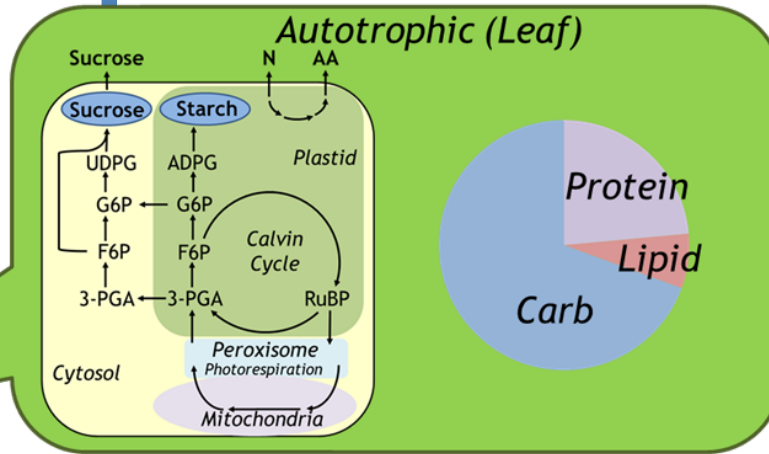 Autotrophic (Leaf)
Sucrose
N
AA
Sucrose
Starch
UDPG
ADPG
Plastid
G6P
G6P
F6P
F6P
Calvin
Cycle
3-PGA
3-PGA
RuBP
Peroxisome
Photorespiration
Cytosol
Mitochondria
Protein
Lipid
Carb